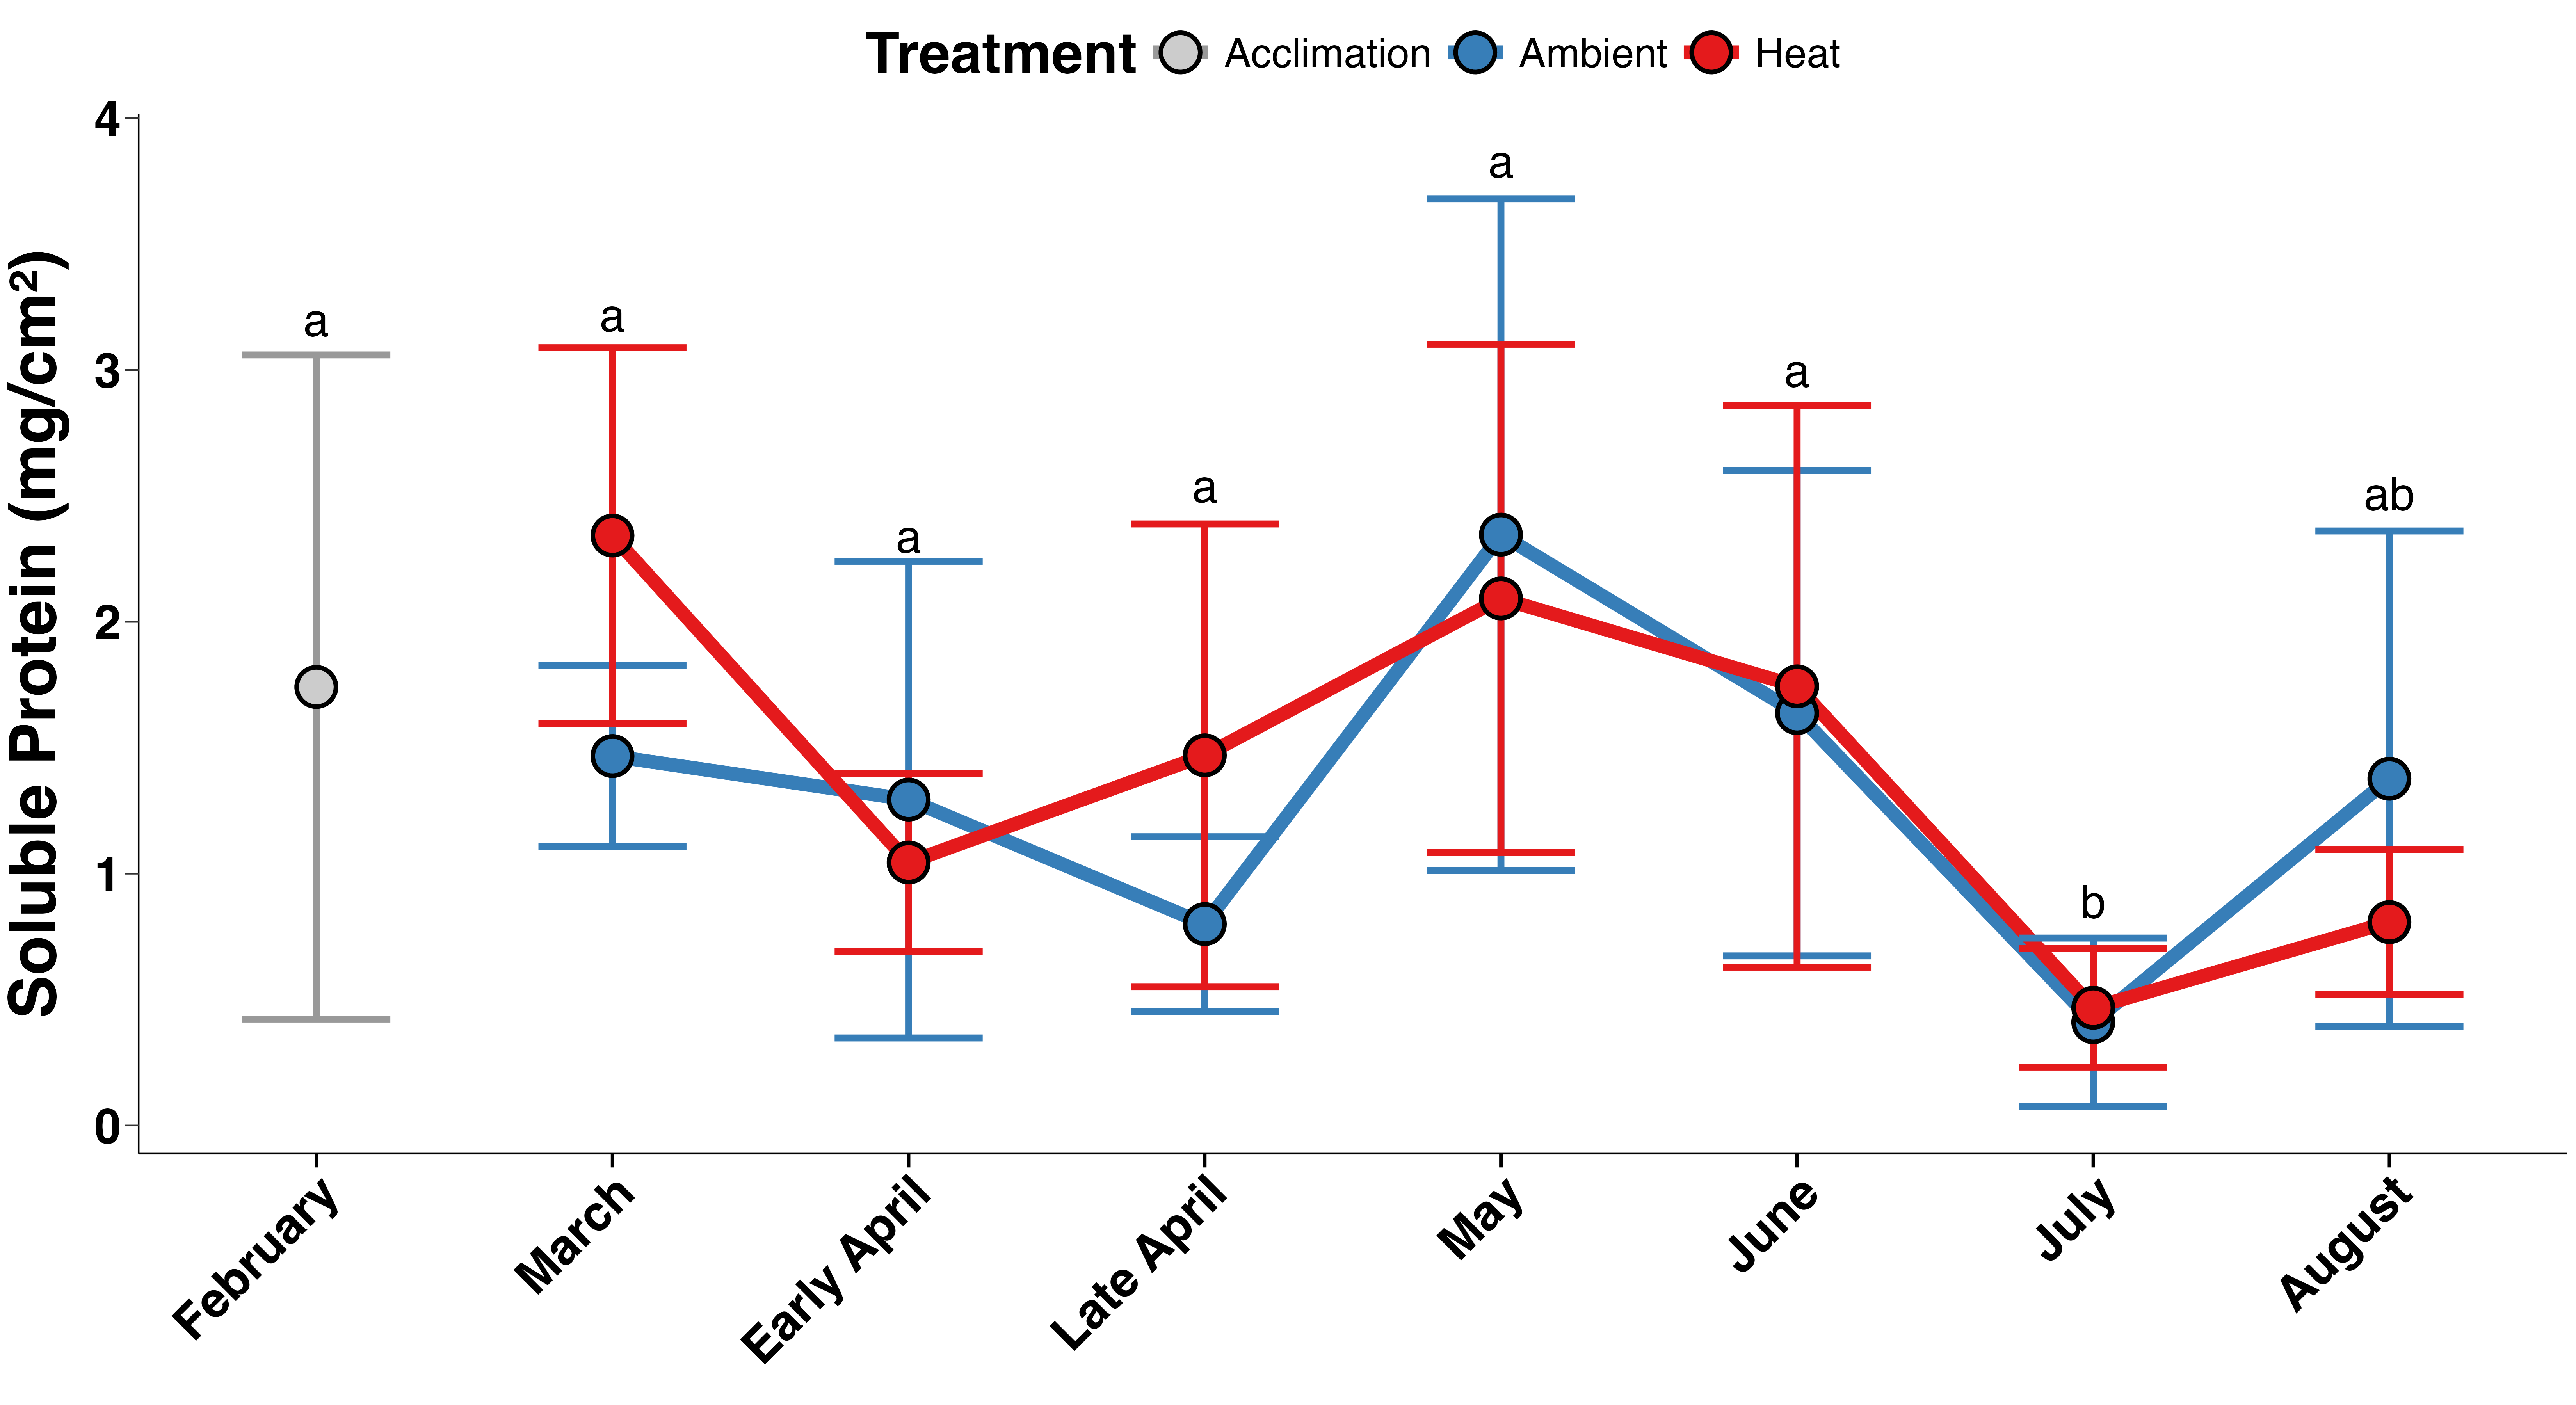 Treatment Acclimation Ambient Heat
Soluble Protein (mg/cm²)
4
3
2
1
0
a
a
a
a
a
a
b
ab
February
March
Early April
Late April
May
June
July
August